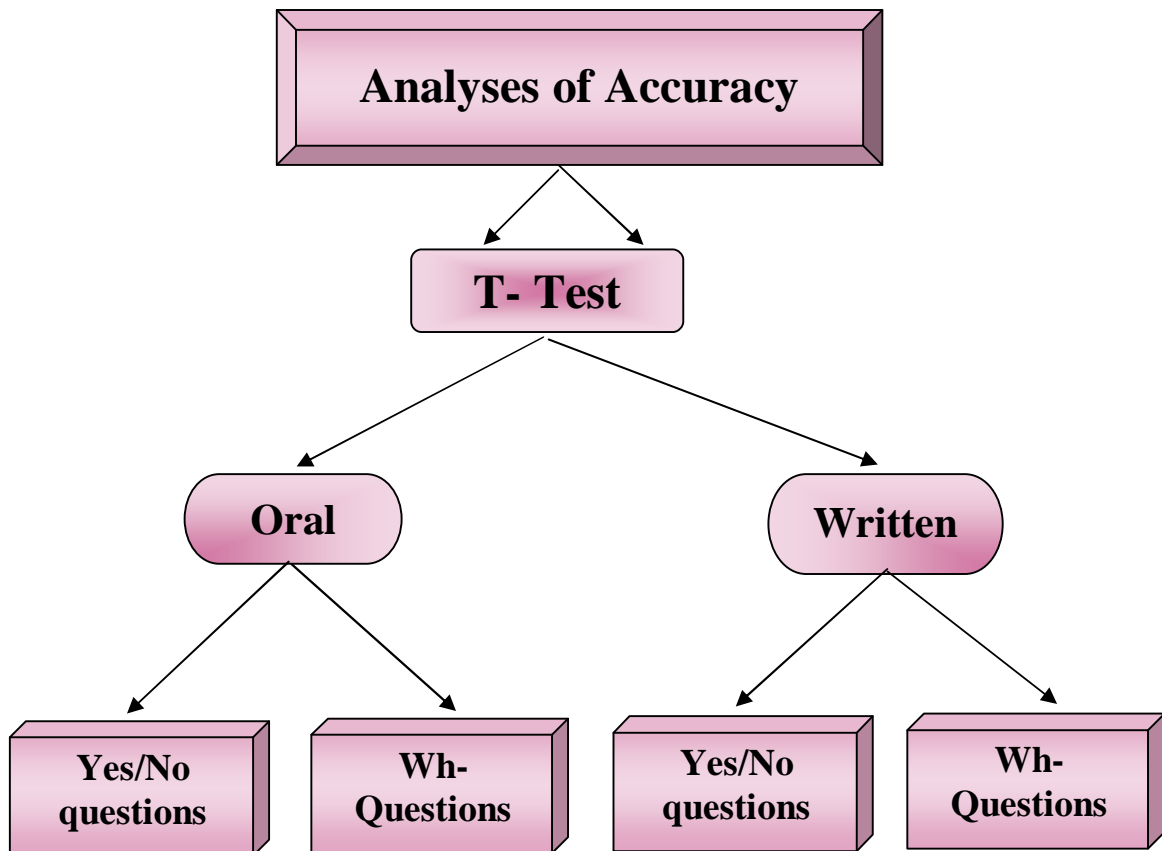 Analyses of Accuracy
T- Test
Oral
Written
Yes/No
questions
Wh-
Questions
Yes/No
questions
Wh-
Questions